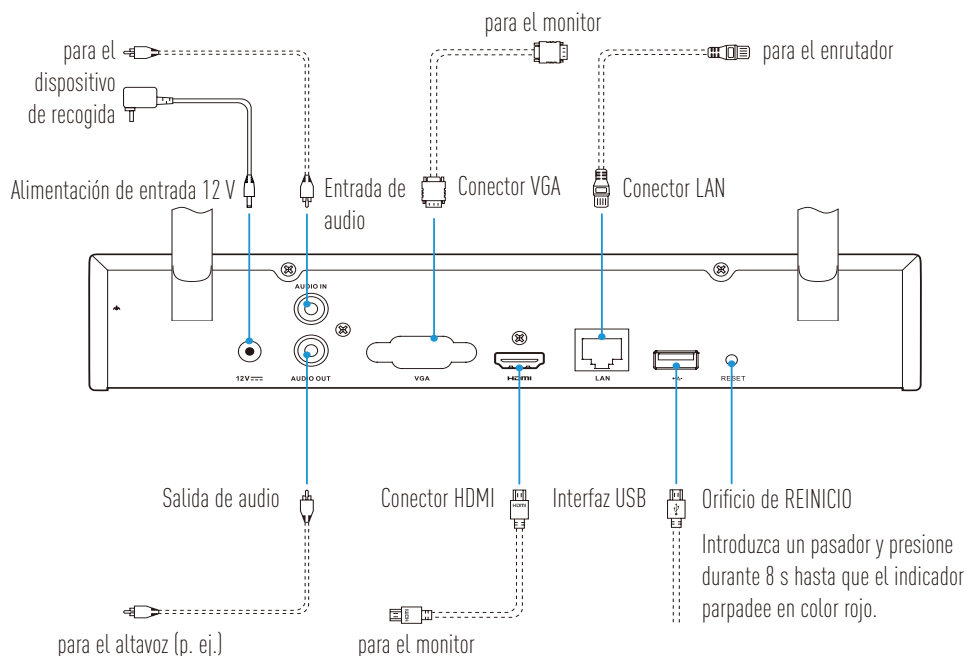 para el monitor
para el
dispositivo
de recogida
para el enrutador
Alimentación de entrada 12 V
Entrada de
audio
Conector VGA
Conector LAN
AUDIO IN
12V
AUDIO OUT
VGA
HDMI
LAN
RESET
Salida de audio
Conector HDMI
HDMI
Interfaz USB
Orificio de REINICIO
Introduzca un pasador y presione
durante 8 s hasta que el indicador
parpadee en color rojo.
HDMI
para el altavoz (p. ej.)
para el monitor